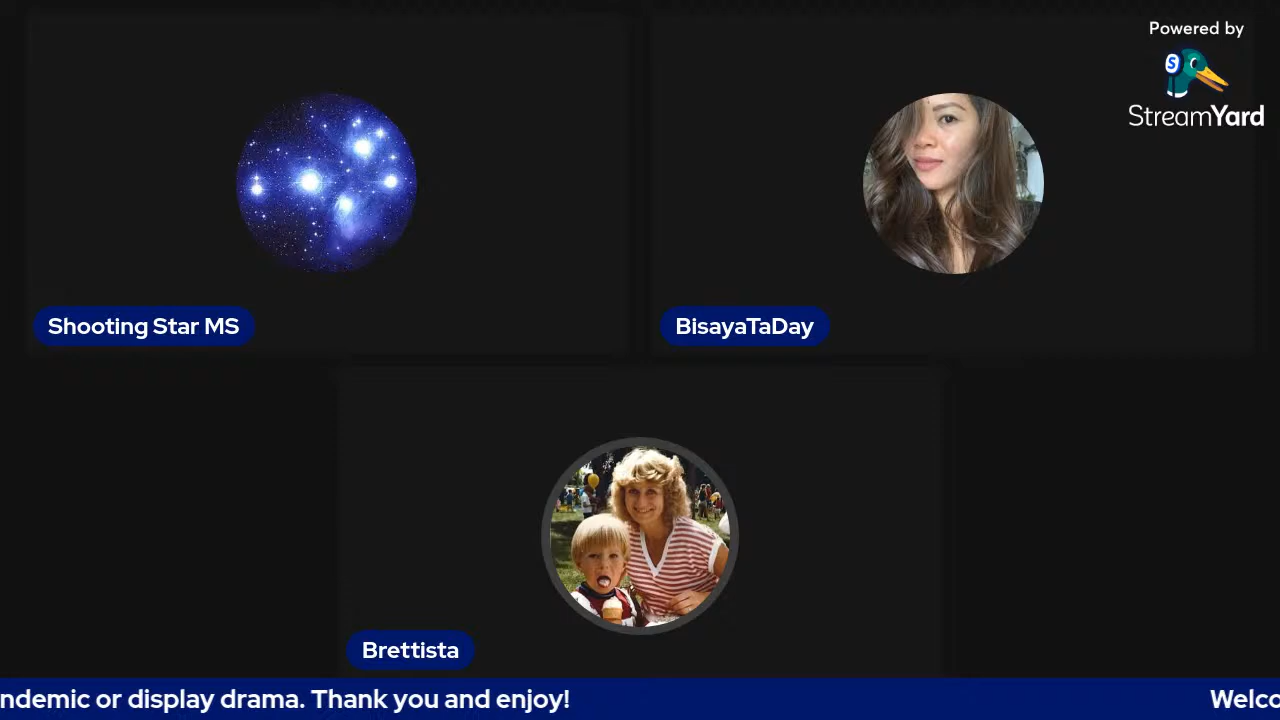 Powered by
S
StreamYard
Shooting Star MS
BisayaTaDay
Brettista
ndemic or display drama. Thank you and enjoy!
Welco